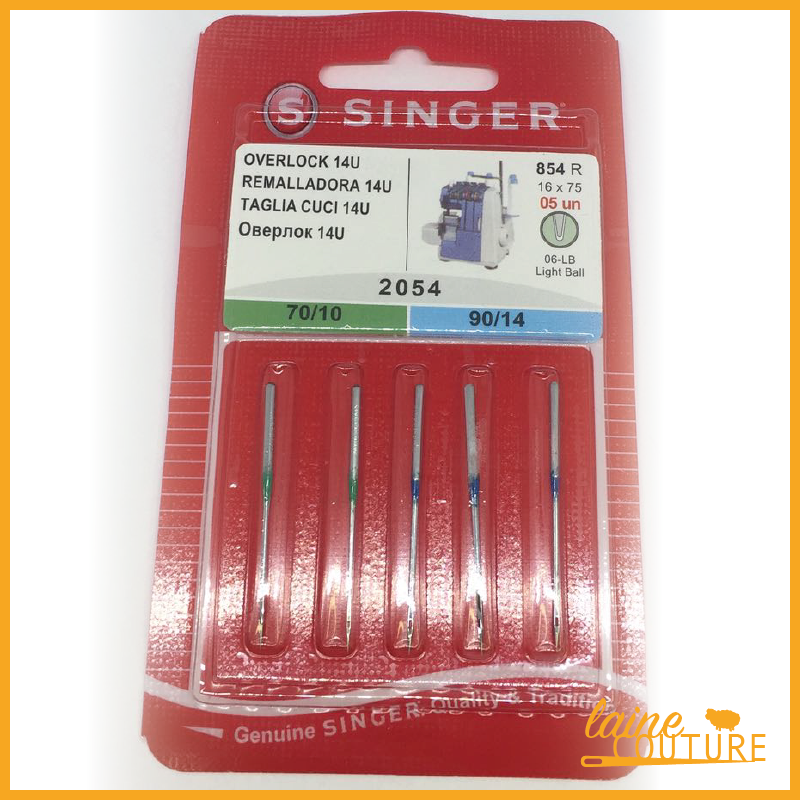 S SINGER
OVERLOCK 14U
REMALLADORA 14U
TAGLIA CUCI 14U
Оверлок 14U
854 R
16 x 75
05 un
06-LB
Light Ball
2054
70/10
90/14
Genuine SINGER Quality & Tradition
laine
COUTURE